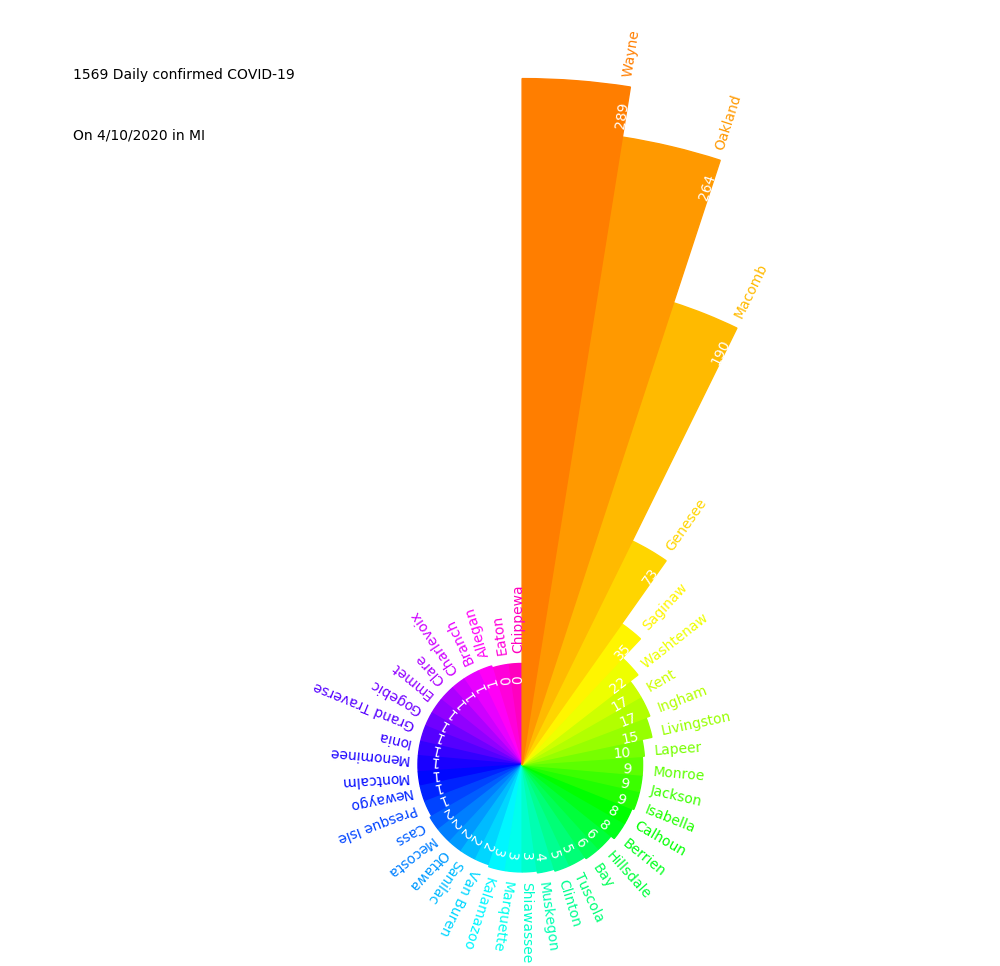 1569 Daily confirmed COVID-19
On 4/10/2020 in MI
Wayne
289
Oakland
264
Macomb
190
Genesee
73
Saginaw
35
Washtenaw
22
Kent
17
Ingham
17
Livingston
15
Lapeer
10
Monroe
9
Jackson
9
Isabella
9
Calhoun
8
Berrien
8
Hillsdale
6
Bay
6
Tuscola
5
Clinton
5
Muskegon
4
Shiawassee
3
Marquette
3
Kalamazoo
3
Van Buren
2
Sanilac
2
Ottawa
2
Mecosta
2
Cass
2
Presque Isle
1
Newaygo
1
Montcalm
1
Menominee
1
Ionia
1
Grand Traverse
1
Gogebic
1
Emmet
1
Clare
1
Charlevoix
1
Branch
1
Allegan
1
Eaton
0
Chippewa
0